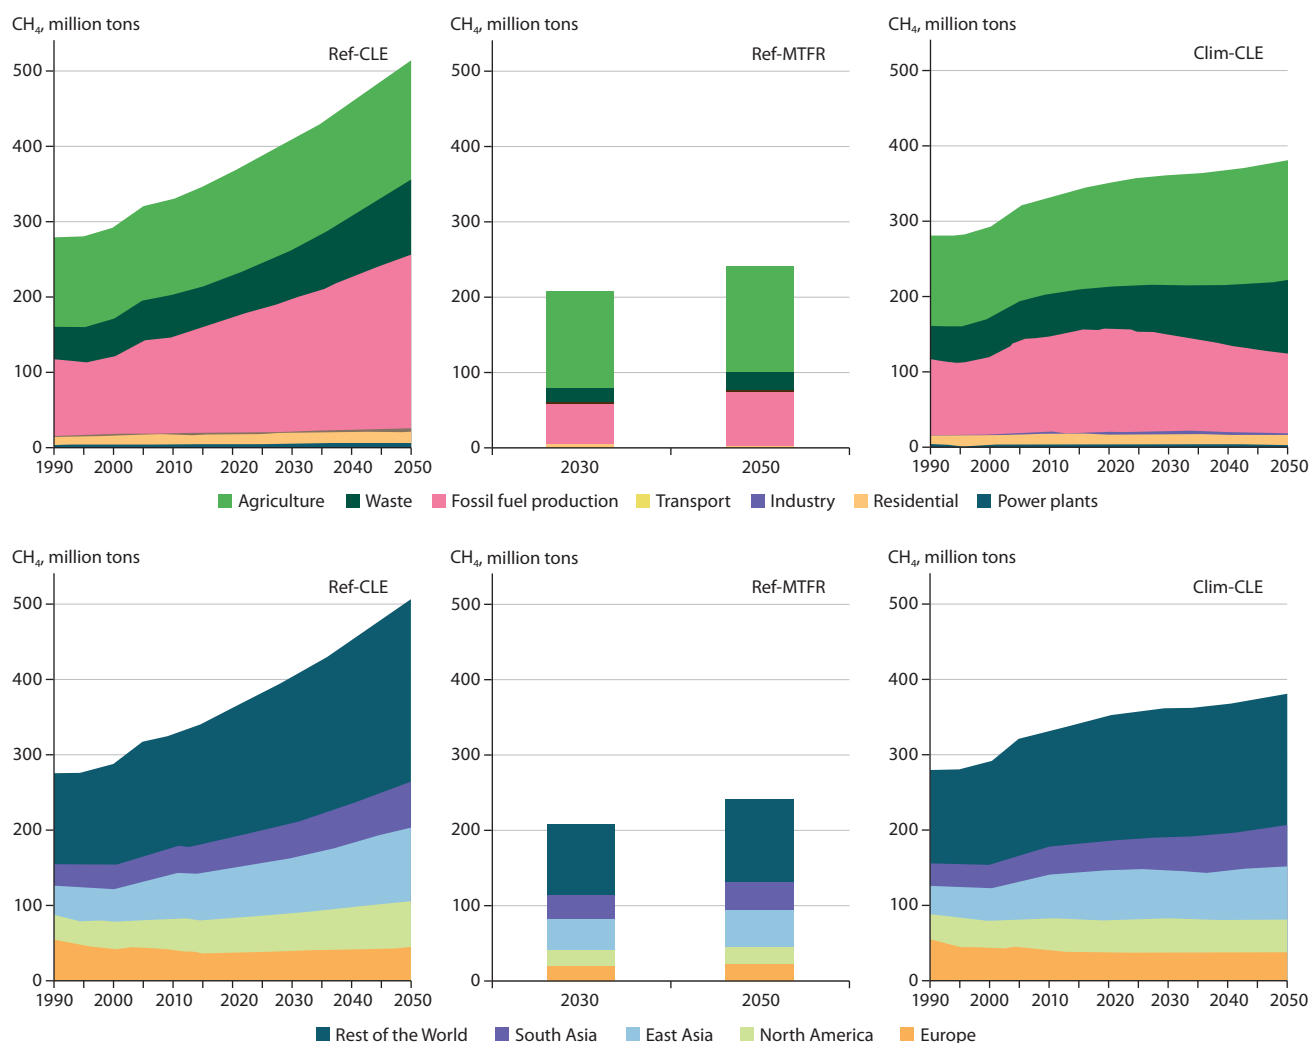 CH₄, million tons
Ref-CLE
500
400
300
200
100
0
1990 2000 2010 2020 2030 2040 2050
CH₄, million tons
Ref-MTFR
500
400
300
200
100
0
2030 2050
CH₄, million tons
Clim-CLE
500
400
300
200
100
0
1990 2000 2010 2020 2030 2040 2050
Agriculture Waste Fossil fuel production Transport Industry Residential Power plants
CH₄, million tons
Ref-CLE
500
400
300
200
100
0
1990 2000 2010 2020 2030 2040 2050
CH₄, million tons
Ref-MTFR
500
400
300
200
100
0
2030 2050
CH₄, million tons
Clim-CLE
500
400
300
200
100
0
1990 2000 2010 2020 2030 2040 2050
Rest of the World South Asia East Asia North America Europe